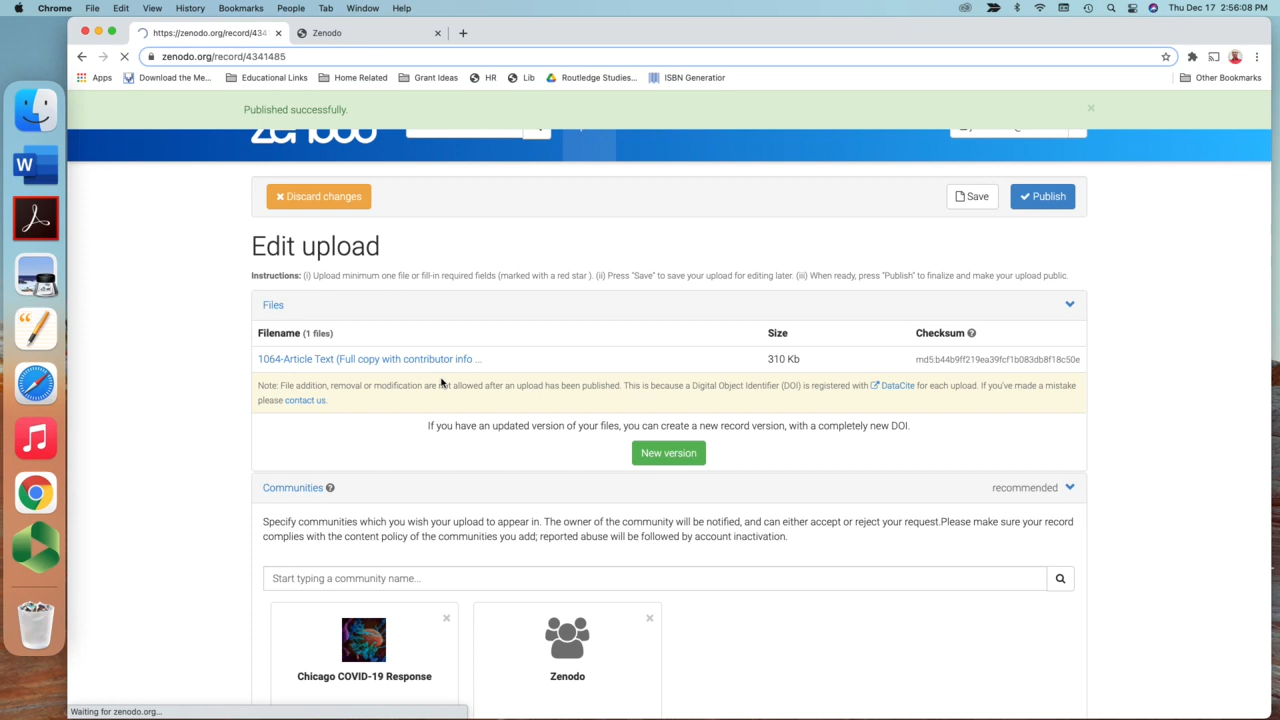 Chrome File Edit View History Bookmarks People Tab Window Help Thu Dec 17 2:56:08 PM
https://zenodo.org/record/434 Zenodo
zenodo.org/record/4341485
Apps Download the Me... Educational Links Home Related Grant Ideas HR Lib Routledge Studies... ISBN Generatior Other Bookmarks
Published successfully.
zenodo
Discard changes Save Publish
Edit upload
Instructions: (i) Upload minimum one file or fill-in required fields (marked with a red star ). (ii) Press "Save" to save your upload for editing later. (iii) When ready, press "Publish" to finalize and make your upload public.
Files
Filename (1 files) Size Checksum
1064-Article Text (Full copy with contributor info ... 310 Kb md5:b44b9ff219ea39fcf1b083db8f18c50e
Note: File addition, removal or modification are not allowed after an upload has been published. This is because a Digital Object Identifier (DOI) is registered with DataCite for each upload. If you've made a mistake
please contact us.
If you have an updated version of your files, you can create a new record version, with a completely new DOI.
New version
Communities recommended
Specify communities which you wish your upload to appear in. The owner of the community will be notified, and can either accept or reject your request.Please make sure your record
complies with the content policy of the communities you add; reported abuse will be followed by account inactivation.
Start typing a community name...
Chicago COVID-19 Response Zenodo
Waiting for zenodo.org...